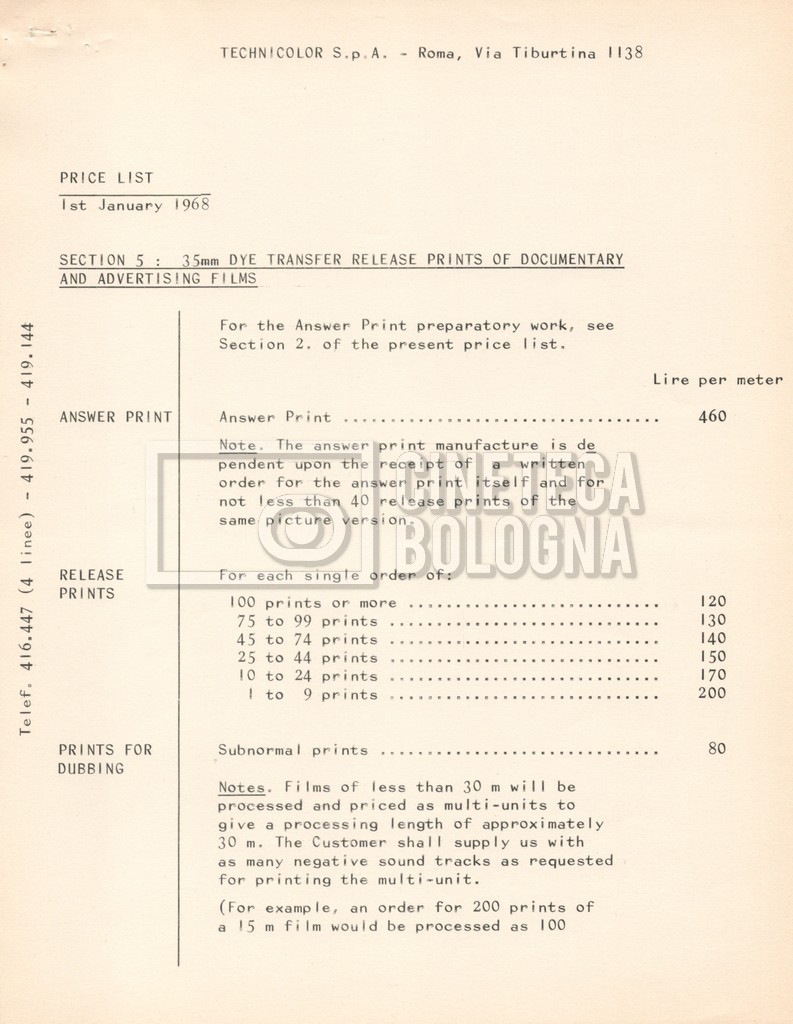 TECHNICOLOR S.p.A. - Roma, Via Tiburtina 1138
PRICE LIST
1st January 1968
SECTION 5 : 35mm DYE TRANSFER RELEASE PRINTS OF DOCUMENTARY
AND ADVERTISING FILMS
Telef. 416.447 (4 linee) - 419.955 - 419.144
For the Answer Print preparatory work, see
Section 2. of the present price list.
Lire per meter
ANSWER PRINT Answer Print .................................. 460
Note. The answer print manufacture is de
pendent upon the receipt of a written
order for the answer print itself and for
not less than 40 release prints of the
same picture version.
CINETECA
BOLOGNA
RELEASE For each single order of:
PRINTS
100 prints or more ........................... 120
75 to 99 prints ............................. 130
45 to 74 prints ............................. 140
25 to 44 prints ............................. 150
10 to 24 prints ............................. 170
1 to 9 prints ............................. 200
PRINTS FOR Subnormal prints .............................. 80
DUBBING
Notes. Films of less than 30 m will be
processed and priced as multi-units to
give a processing length of approximately
30 m. The Customer shall supply us with
as many negative sound tracks as requested
for printing the multi-unit.
(For example, an order for 200 prints of
a 15 m film would be processed as 100